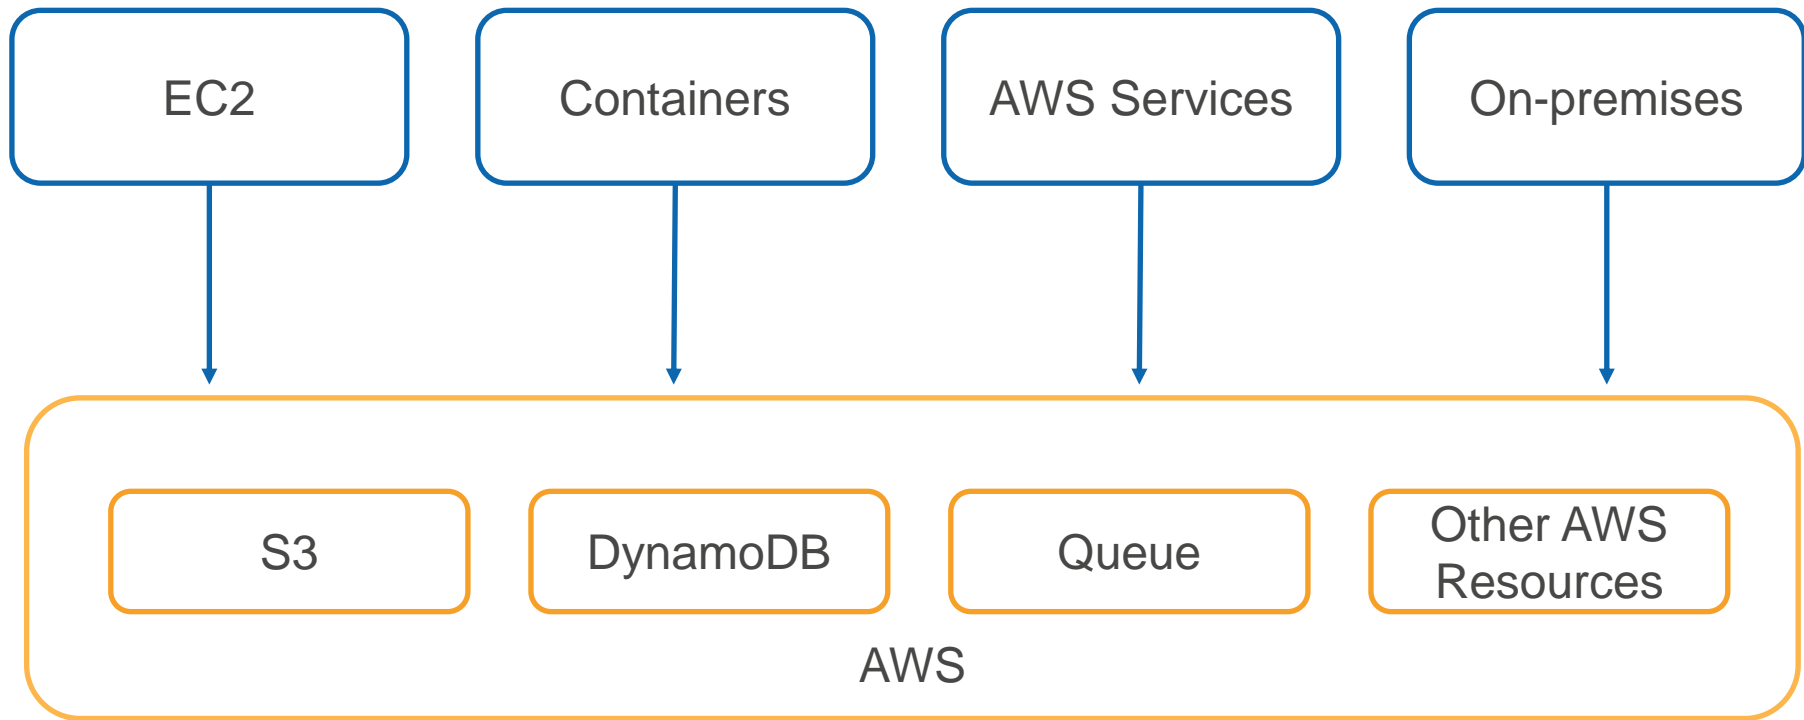 EC2
Containers
AWS Services
On-premises
S3
DynamoDB
Queue
Other AWS
Resources
AWS